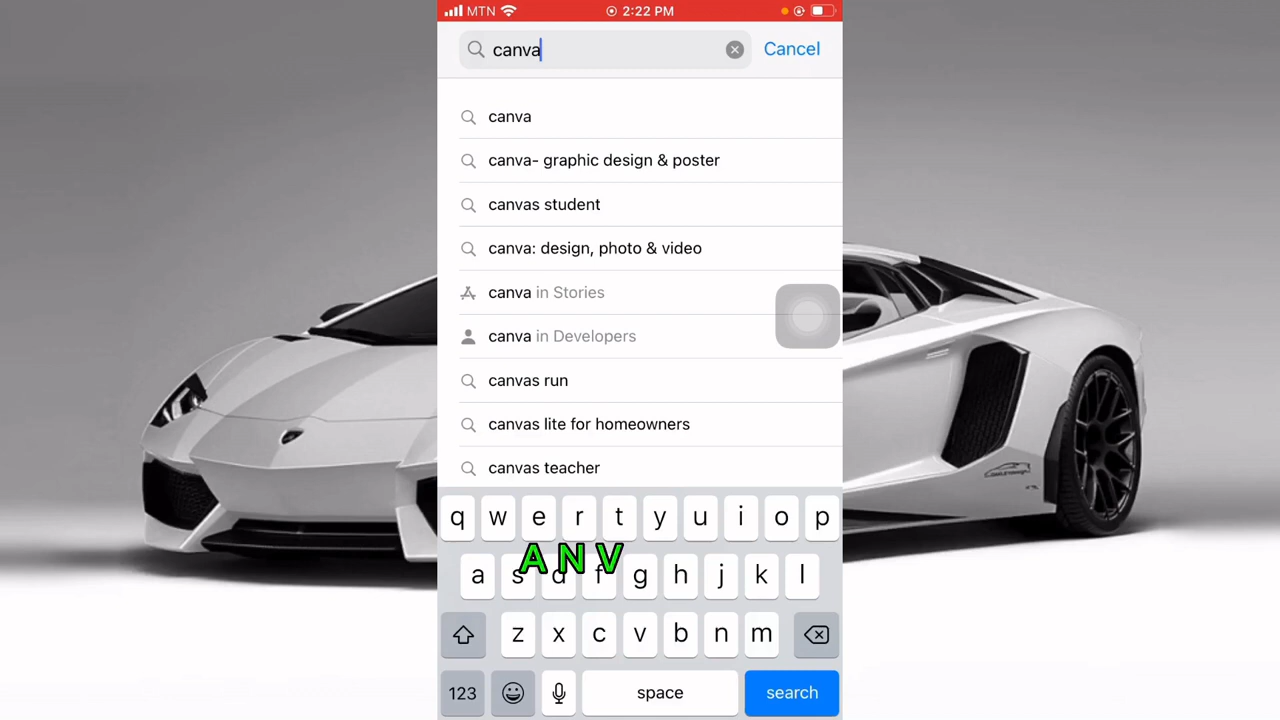 MTN 2:22 PM
canva Cancel
canva
canva- graphic design & poster
canvas student
canva: design, photo & video
canva in Stories
canva in Developers
canvas run
canvas lite for homeowners
canvas teacher
q w e r t y u i o p
A N V
a s d f g h j k l
z x c v b n m
123 space search